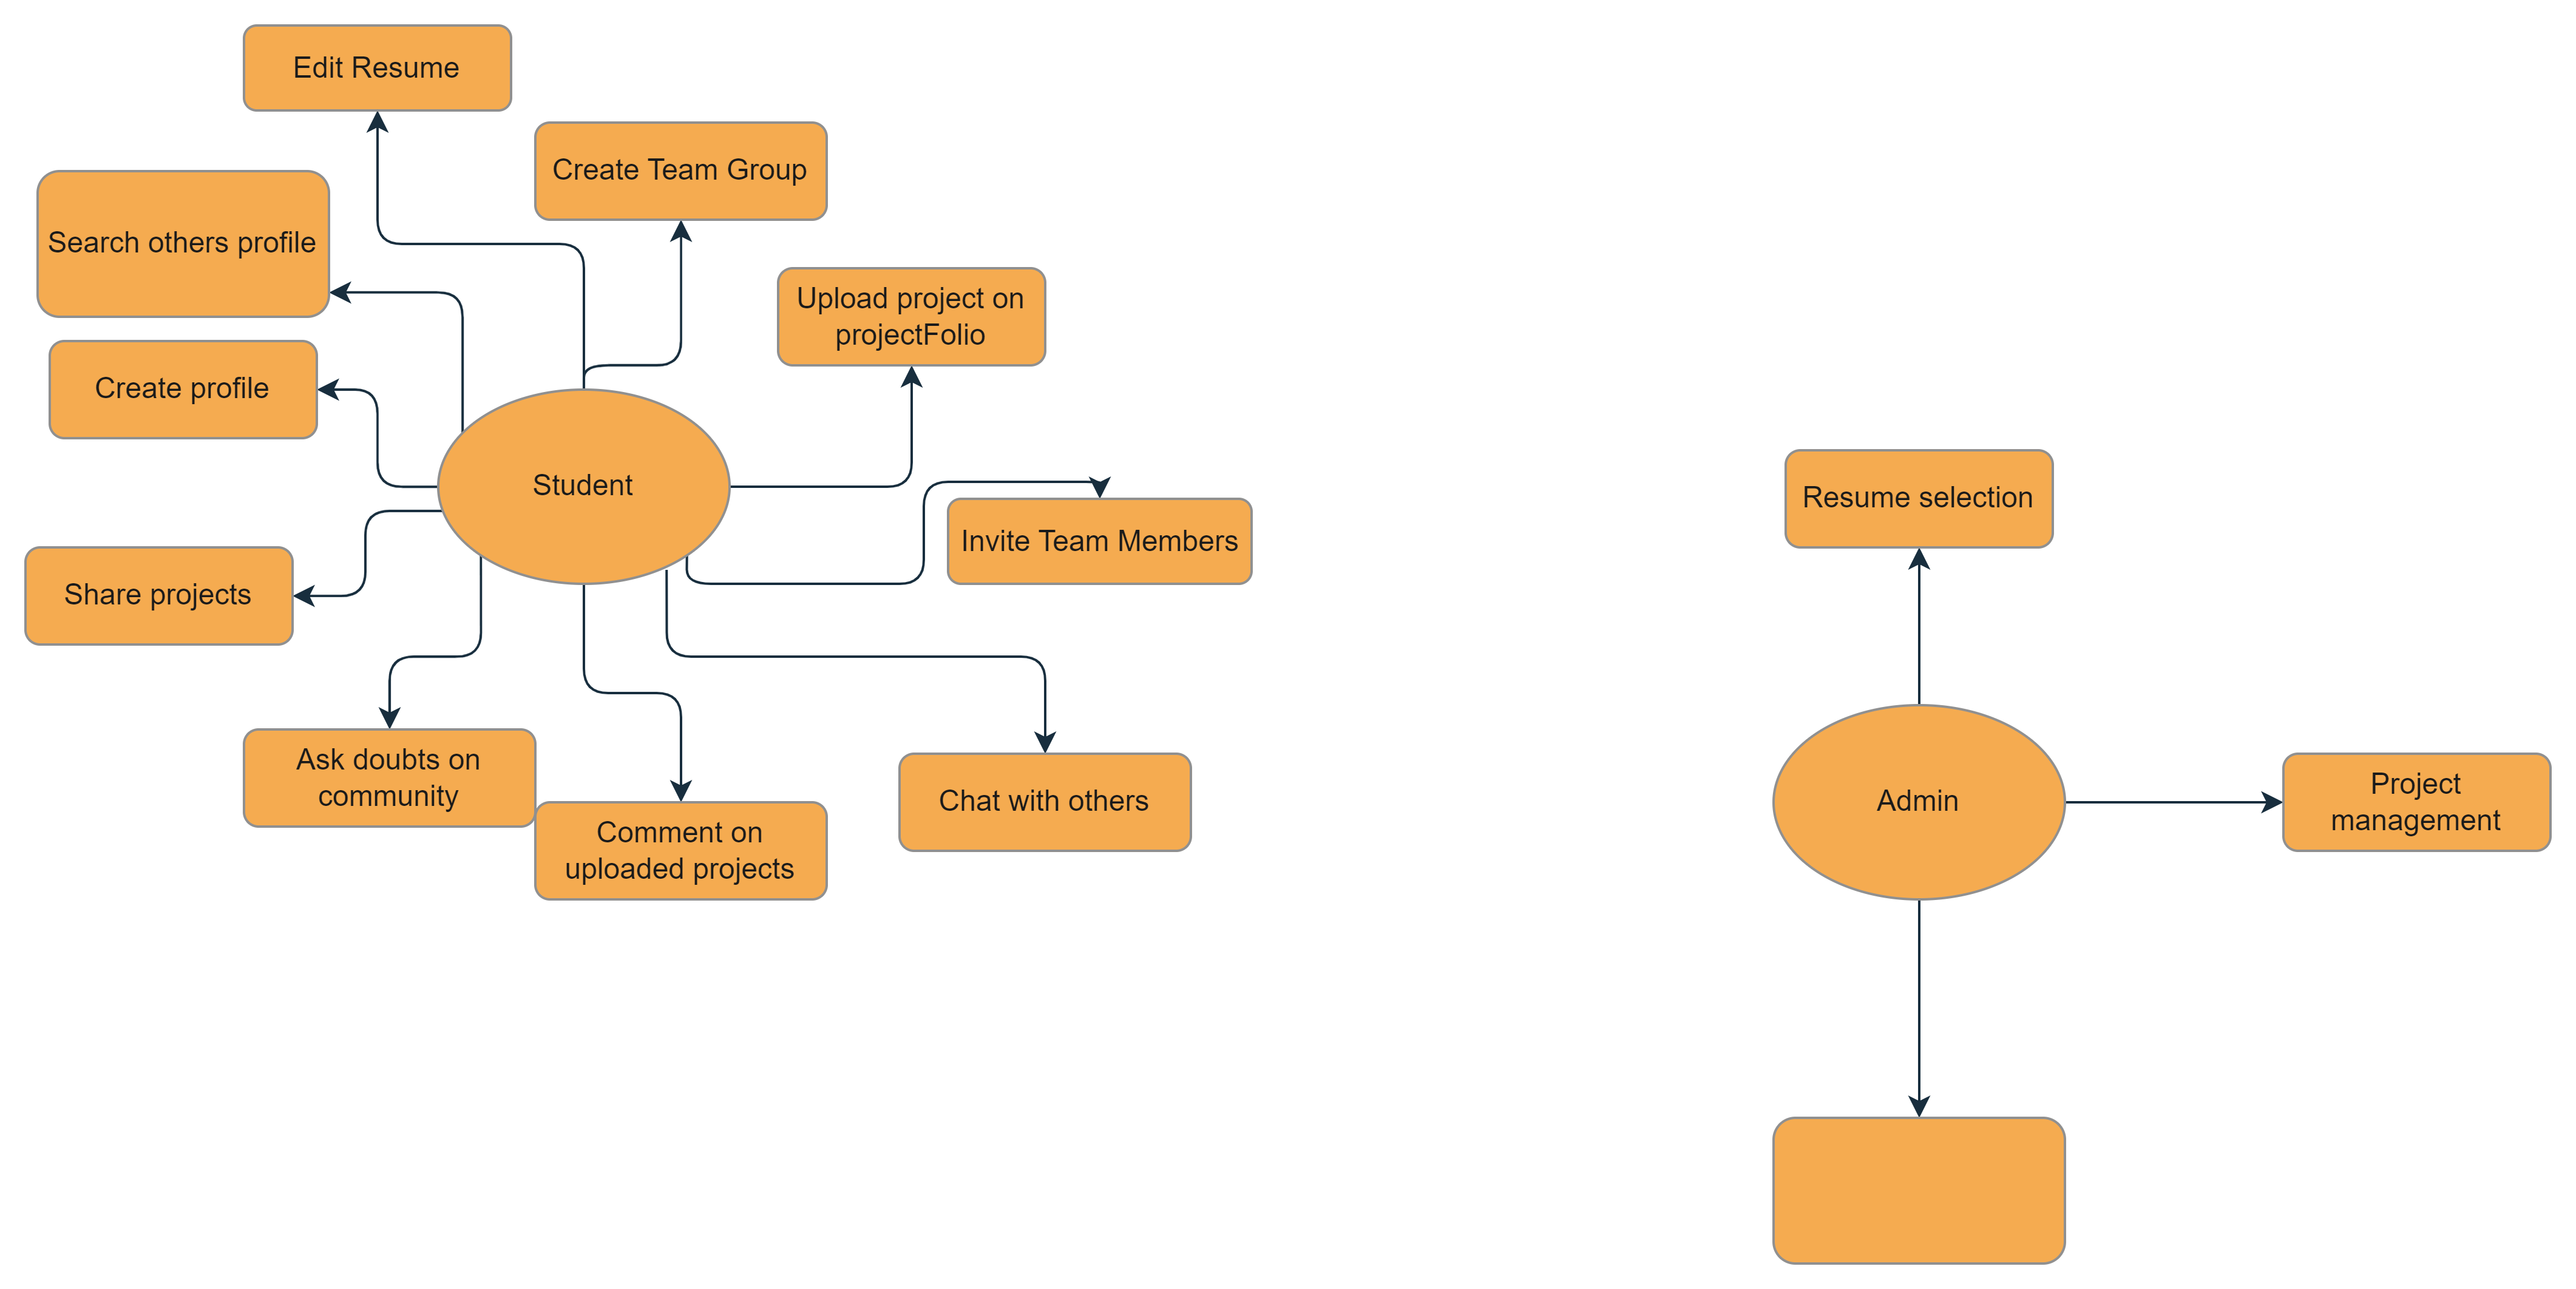 Edit Resume
Create Team Group
Search others profile
Upload project on
projectFolio
Create profile
Student
Invite Team Members
Resume selection
Share projects
Ask doubts on
community
Comment on
uploaded projects
Chat with others
Admin
Project
management